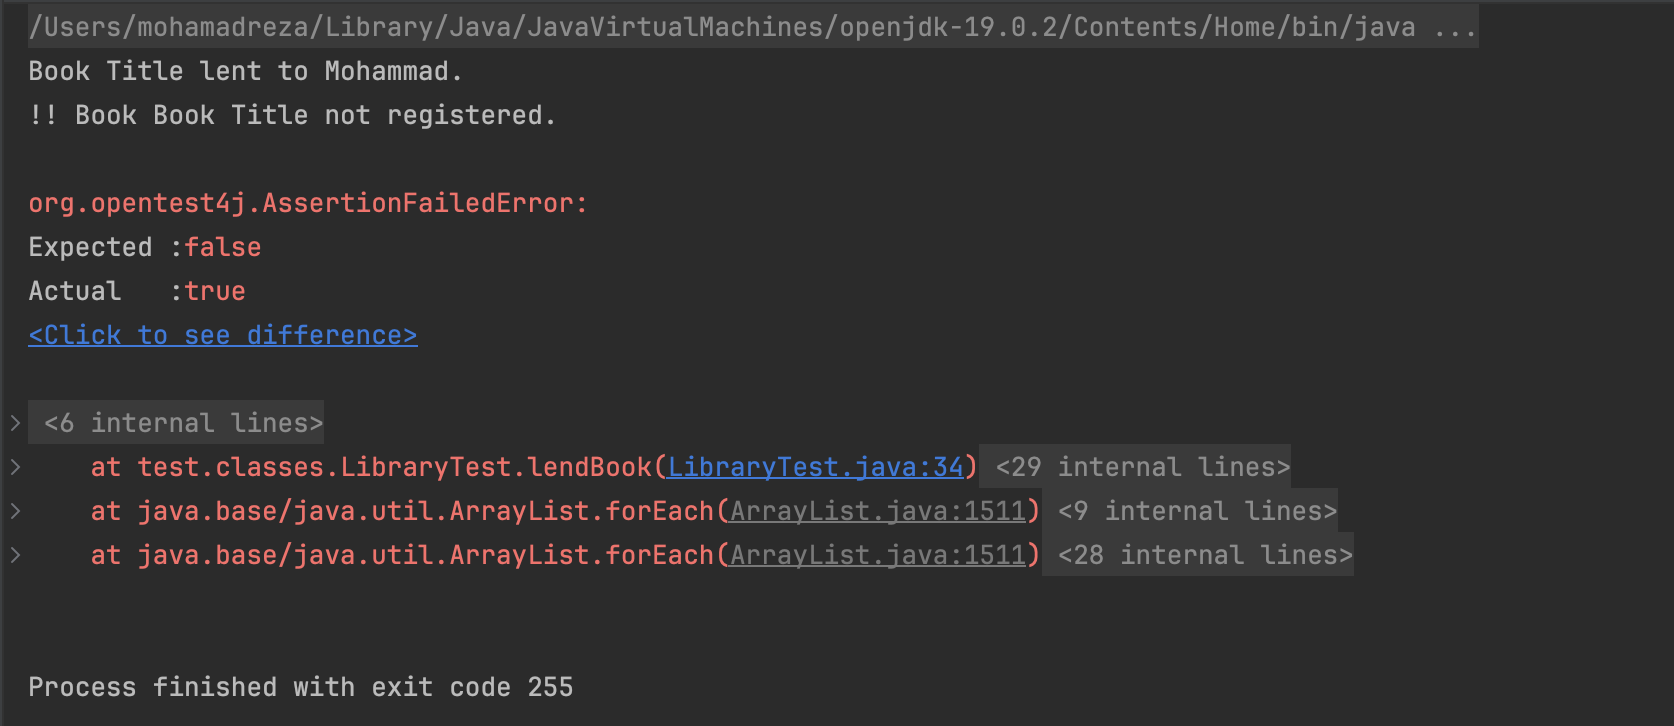 /Users/mohamadreza/Library/Java/JavaVirtualMachines/openjdk-19.0.2/Contents/Home/bin/java ...
Book Title lent to Mohammad.
!! Book Book Title not registered.
org.opentest4j.AssertionFailedError:
Expected :false
Actual   :true
<Click to see difference>
> <6 internal lines>
> at test.classes.LibraryTest.lendBook(LibraryTest.java:34) <29 internal lines>
> at java.base/java.util.ArrayList.forEach(ArrayList.java:1511) <9 internal lines>
> at java.base/java.util.ArrayList.forEach(ArrayList.java:1511) <28 internal lines>
Process finished with exit code 255